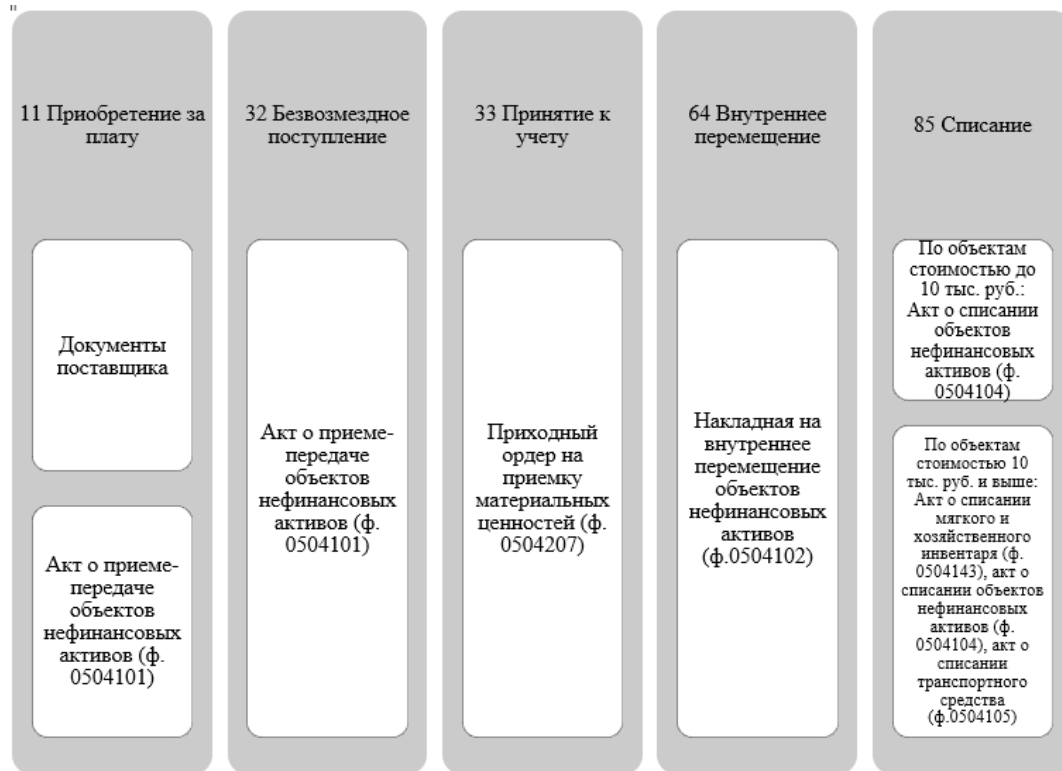 "
11 Приобретение за
плату
Документы
поставщика
Акт о приеме-
передаче
объектов
нефинансовых
активов (ф.
0504101)
32 Безвозмездное
поступление
Акт о приеме-
передаче
объектов
нефинансовых
активов (ф.
0504101)
33 Принятие к
учету
Приходный
ордер на
приемку
материальных
ценностей (ф.
0504207)
64 Внутреннее
перемещение
Накладная на
внутреннее
перемещение
объектов
нефинансовых
активов
(ф.0504102)
85 Списание
По объектам
стоимостью до
10 тыс. руб.:
Акт о списании
объектов
нефинансовых
активов (ф.
0504104)
По объектам
стоимостью 10
тыс. руб. и выше:
Акт о списании
мягкого и
хозяйственного
инвентаря (ф.
0504143), акт о
списании объектов
нефинансовых
активов (ф.
0504104), акт о
списании
транспортного
средства
(ф.0504105)